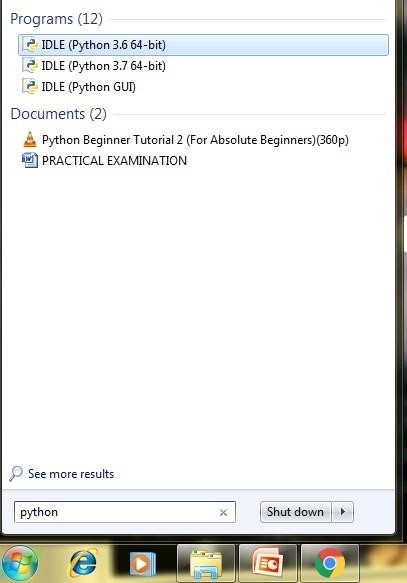 Programs (12)
IDLE (Python 3.6 64-bit)
IDLE (Python 3.7 64-bit)
IDLE (Python GUI)
Documents (2)
Python Beginner Tutorial 2 (For Absolute Beginners)(360p)
PRACTICAL EXAMINATION
See more results
python
Shut down